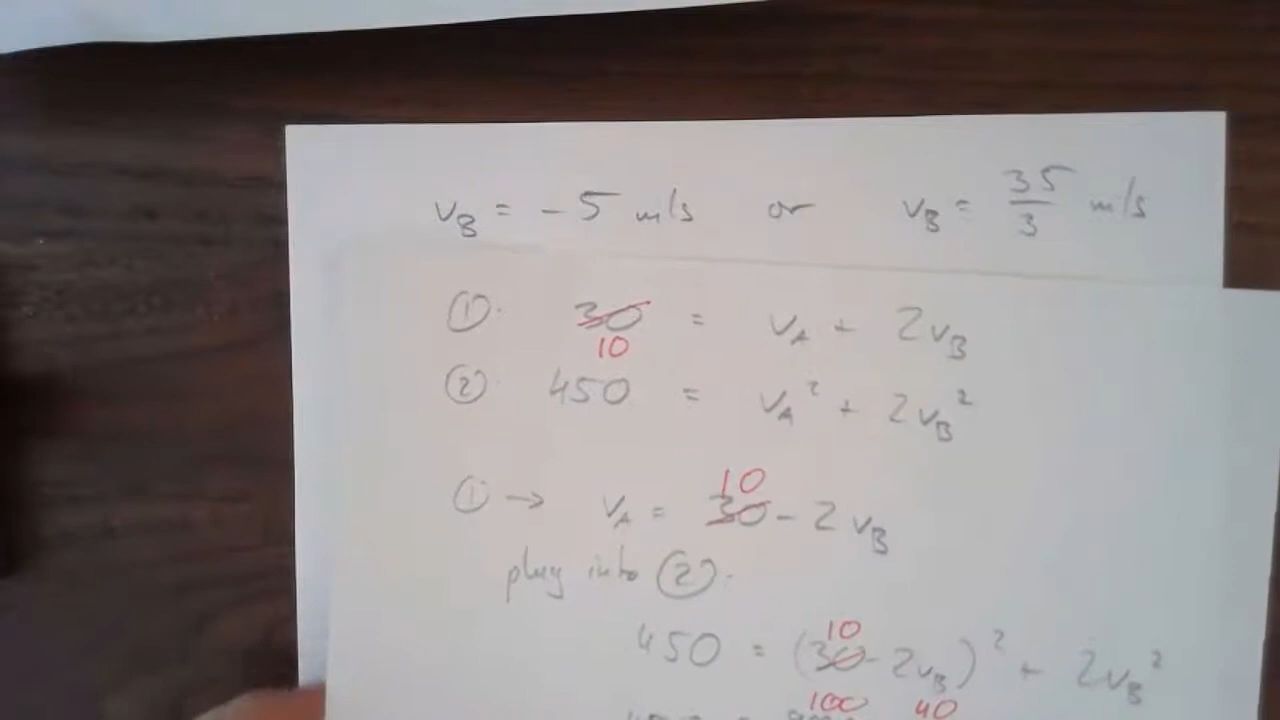 v_B = -5 m/s or v_B = 35/3 m/s
① 30 = v_A + 2v_B
10
② 450 = v_A² + 2v_B²
10
① → v_A = 30 - 2v_B
plug into ②.
10
450 = (30 - 2v_B)² + 2v_B²
100 40